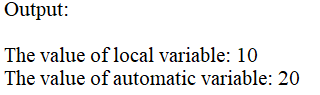 Output:
The value of local variable: 10
The value of automatic variable: 20